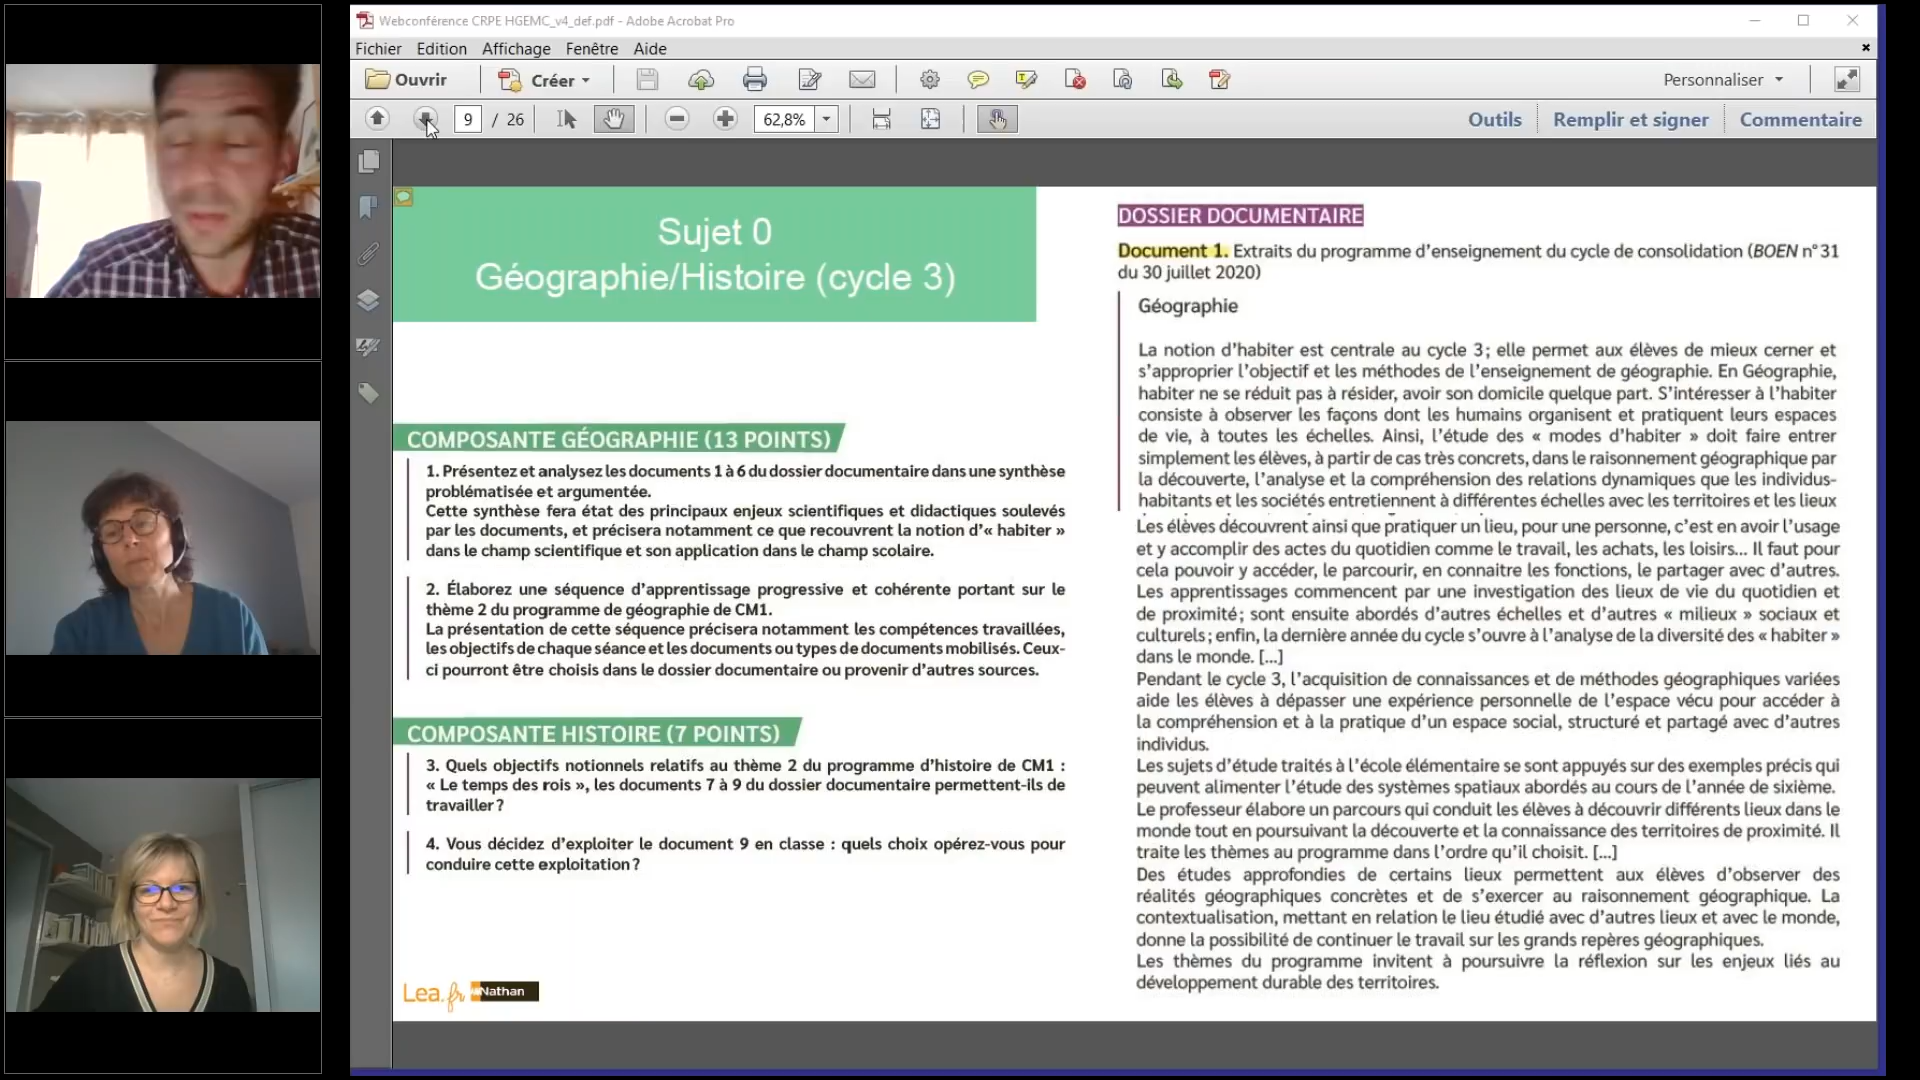 Webconférence CRPE HGEMC_v4_def.pdf - Adobe Acrobat Pro
Fichier Edition Affichage Fenêtre Aide
Ouvrir Créer Personnaliser
9 / 26 62,8% Outils Remplir et signer Commentaire
Sujet 0
Géographie/Histoire (cycle 3)
COMPOSANTE GÉOGRAPHIE (13 POINTS)
1. Présentez et analysez les documents 1 à 6 du dossier documentaire dans une synthèse
problématisée et argumentée.
Cette synthèse fera état des principaux enjeux scientifiques et didactiques soulevés
par les documents, et précisera notamment ce que recouvrent la notion d’« habiter »
dans le champ scientifique et son application dans le champ scolaire.
2. Élaborez une séquence d’apprentissage progressive et cohérente portant sur le
thème 2 du programme de géographie de CM1.
La présentation de cette séquence précisera notamment les compétences travaillées,
les objectifs de chaque séance et les documents ou types de documents mobilisés. Ceux-
ci pourront être choisis dans le dossier documentaire ou provenir d’autres sources.
COMPOSANTE HISTOIRE (7 POINTS)
3. Quels objectifs notionnels relatifs au thème 2 du programme d’histoire de CM1 :
« Le temps des rois », les documents 7 à 9 du dossier documentaire permettent-ils de
travailler ?
4. Vous décidez d’exploiter le document 9 en classe : quels choix opérez-vous pour
conduire cette exploitation ?
Lea.fr Nathan
DOSSIER DOCUMENTAIRE
Document 1. Extraits du programme d’enseignement du cycle de consolidation (BOEN n° 31
du 30 juillet 2020)
Géographie
La notion d’habiter est centrale au cycle 3 ; elle permet aux élèves de mieux cerner et
s’approprier l’objectif et les méthodes de l’enseignement de géographie. En Géographie,
habiter ne se réduit pas à résider, avoir son domicile quelque part. S’intéresser à l’habiter
consiste à observer les façons dont les humains organisent et pratiquent leurs espaces
de vie, à toutes les échelles. Ainsi, l’étude des « modes d’habiter » doit faire entrer
simplement les élèves, à partir de cas très concrets, dans le raisonnement géographique par
la découverte, l’analyse et la compréhension des relations dynamiques que les individus-
habitants et les sociétés entretiennent à différentes échelles avec les territoires et les lieux
Les élèves découvrent ainsi que pratiquer un lieu, pour une personne, c’est en avoir l’usage
et y accomplir des actes du quotidien comme le travail, les achats, les loisirs... Il faut pour
cela pouvoir y accéder, le parcourir, en connaitre les fonctions, le partager avec d’autres.
Les apprentissages commencent par une investigation des lieux de vie du quotidien et
de proximité ; sont ensuite abordés d’autres échelles et d’autres « milieux » sociaux et
culturels ; enfin, la dernière année du cycle s’ouvre à l’analyse de la diversité des « habiter »
dans le monde. [...]
Pendant le cycle 3, l’acquisition de connaissances et de méthodes géographiques variées
aide les élèves à dépasser une expérience personnelle de l’espace vécu pour accéder à
la compréhension et à la pratique d’un espace social, structuré et partagé avec d’autres
individus.
Les sujets d’étude traités à l’école élémentaire se sont appuyés sur des exemples précis qui
peuvent alimenter l’étude des systèmes spatiaux abordés au cours de l’année de sixième.
Le professeur élabore un parcours qui conduit les élèves à découvrir différents lieux dans le
monde tout en poursuivant la découverte et la connaissance des territoires de proximité. Il
traite les thèmes au programme dans l’ordre qu’il choisit. [...]
Des études approfondies de certains lieux permettent aux élèves d’observer des
réalités géographiques concrètes et de s’exercer au raisonnement géographique. La
contextualisation, mettant en relation le lieu étudié avec d’autres lieux et avec le monde,
donne la possibilité de continuer le travail sur les grands repères géographiques.
Les thèmes du programme invitent à poursuivre la réflexion sur les enjeux liés au
développement durable des territoires.